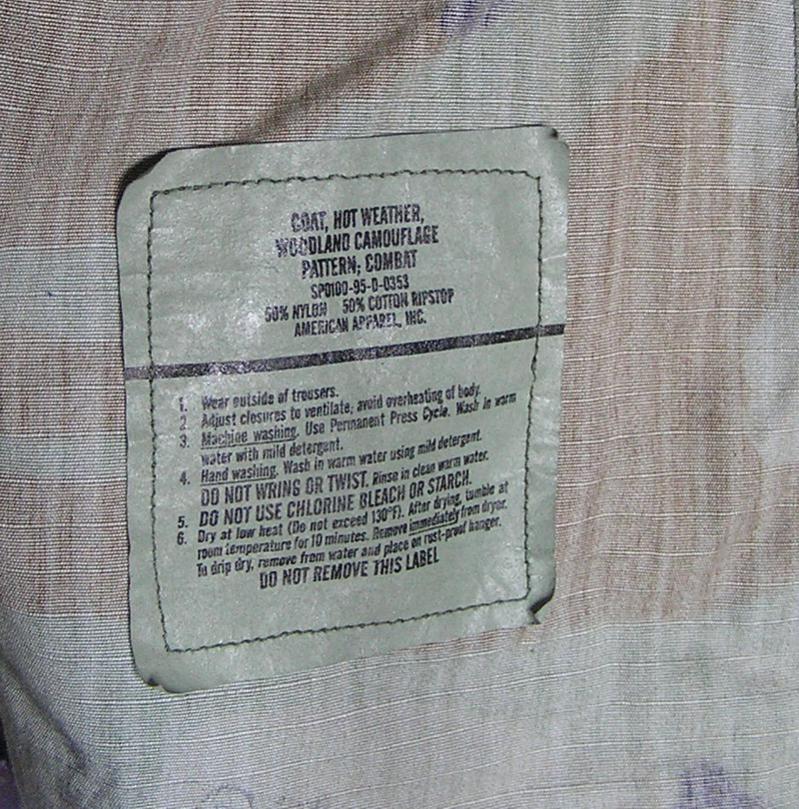 COAT, HOT WEATHER,
WOODLAND CAMOUFLAGE
PATTERN; COMBAT
SPO100-95-D-0353
50% NYLON 50% COTTON RIPSTOP
AMERICAN APPAREL, INC.
1. Wear outside of trousers.
2. Adjust closures to ventilate; avoid overheating of body.
3. Machine washing. Use Permanent Press Cycle. Wash in warm
water with mild detergent.
4. Hand washing. Wash in warm water using mild detergent.
DO NOT WRING OR TWIST. Rinse in clean warm water.
5. DO NOT USE CHLORINE BLEACH OR STARCH.
6. Dry at low heat (Do not exceed 130°F). After drying, tumble at
room temperature for 10 minutes. Remove immediately from dryer.
To drip dry, remove from water and place on rust-proof hanger.
DO NOT REMOVE THIS LABEL